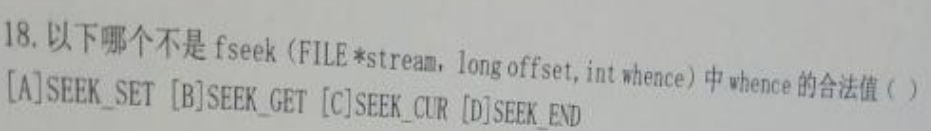 18. 以下哪个不是 fseek (FILE *stream, long offset, int whence) 中 whence 的合法值 ( )
[A]SEEK_SET [B]SEEK_GET [C]SEEK_CUR [D]SEEK_END